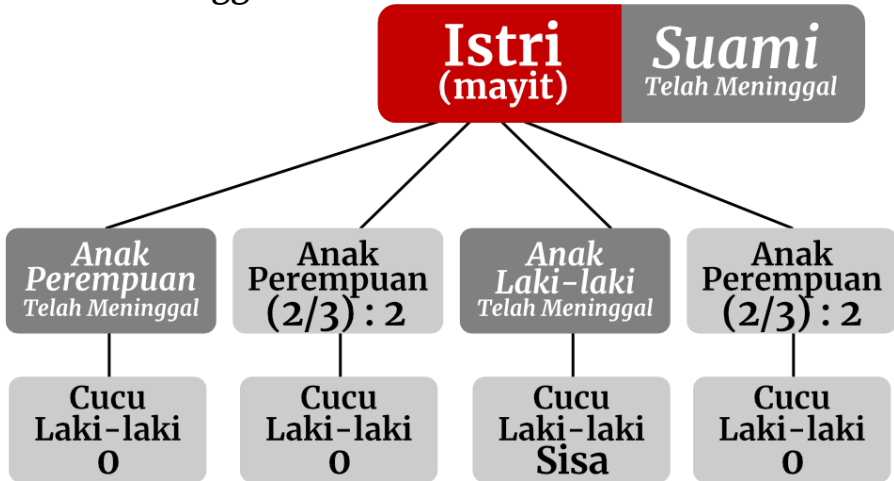 Istri
(mayit)
Suami
Telah Meninggal
Anak
Perempuan
Telah Meninggal
Anak
Perempuan
(2/3) : 2
Anak
Laki-laki
Telah Meninggal
Anak
Perempuan
(2/3) : 2
Cucu
Laki-laki
0
Cucu
Laki-laki
0
Cucu
Laki-laki
Sisa
Cucu
Laki-laki
0